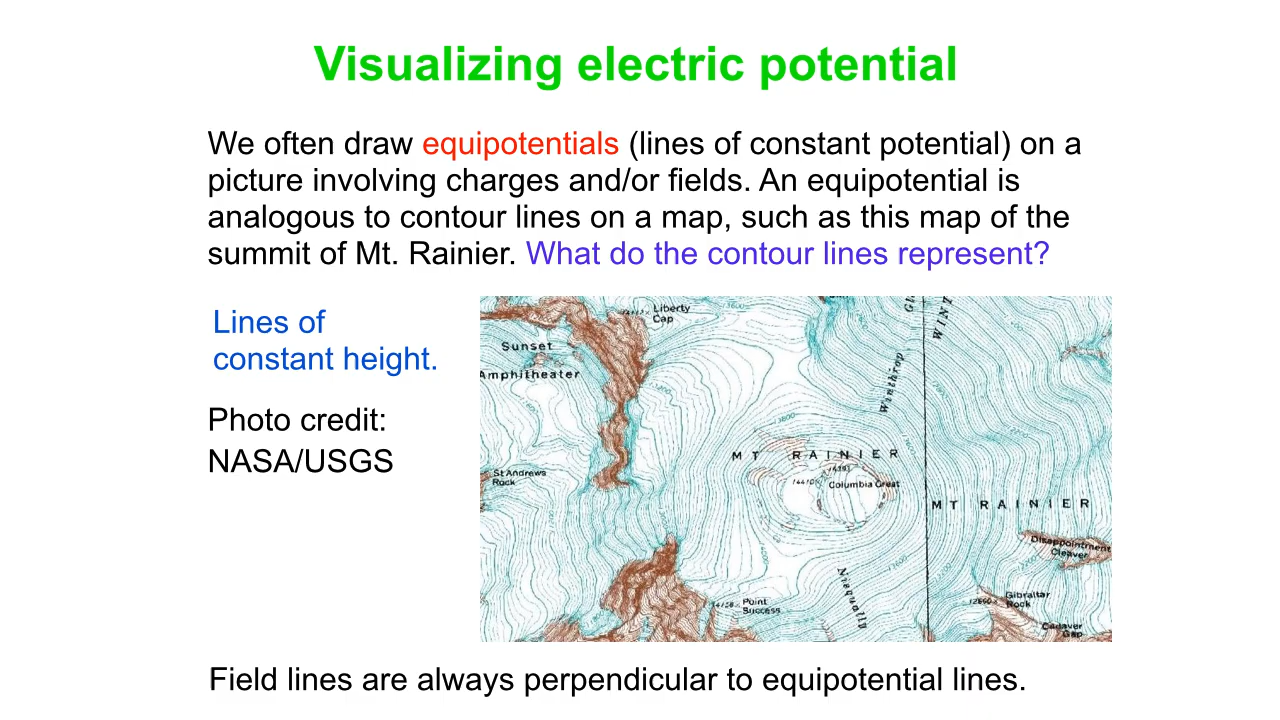 Visualizing electric potential
We often draw equipotentials (lines of constant potential) on a
picture involving charges and/or fields. An equipotential is
analogous to contour lines on a map, such as this map of the
summit of Mt. Rainier. What do the contour lines represent?
Lines of
constant height.
Photo credit:
NASA/USGS
Liberty
Cap
Sunset
Amphitheater
Winthrop
WINT
MT RAINIER
Columbia Crest
St Andrews
Rock
MT RAINIER
Disappointment
Cleaver
Nisqually
Point
Success
Gibraltar
Rock
Cadaver
Gap
Field lines are always perpendicular to equipotential lines.